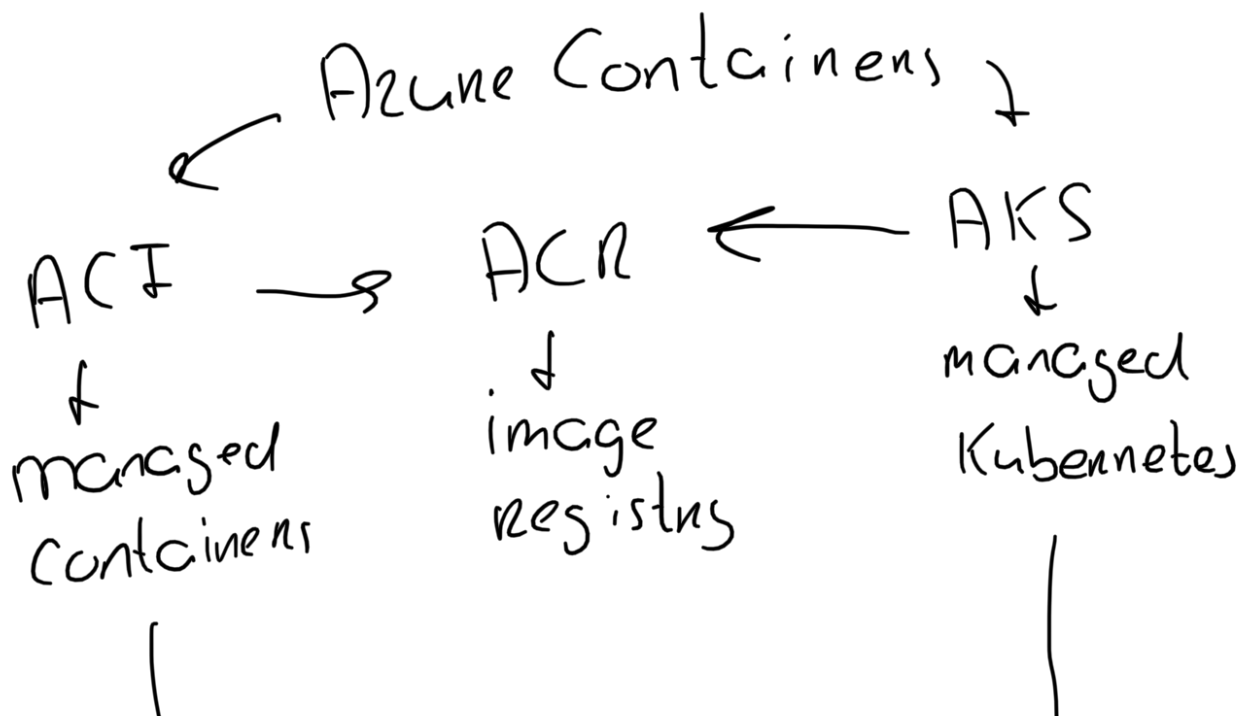 Azure Containers
ACI
ACR
AKS
managed
containers
image
registry
managed
Kubernetes